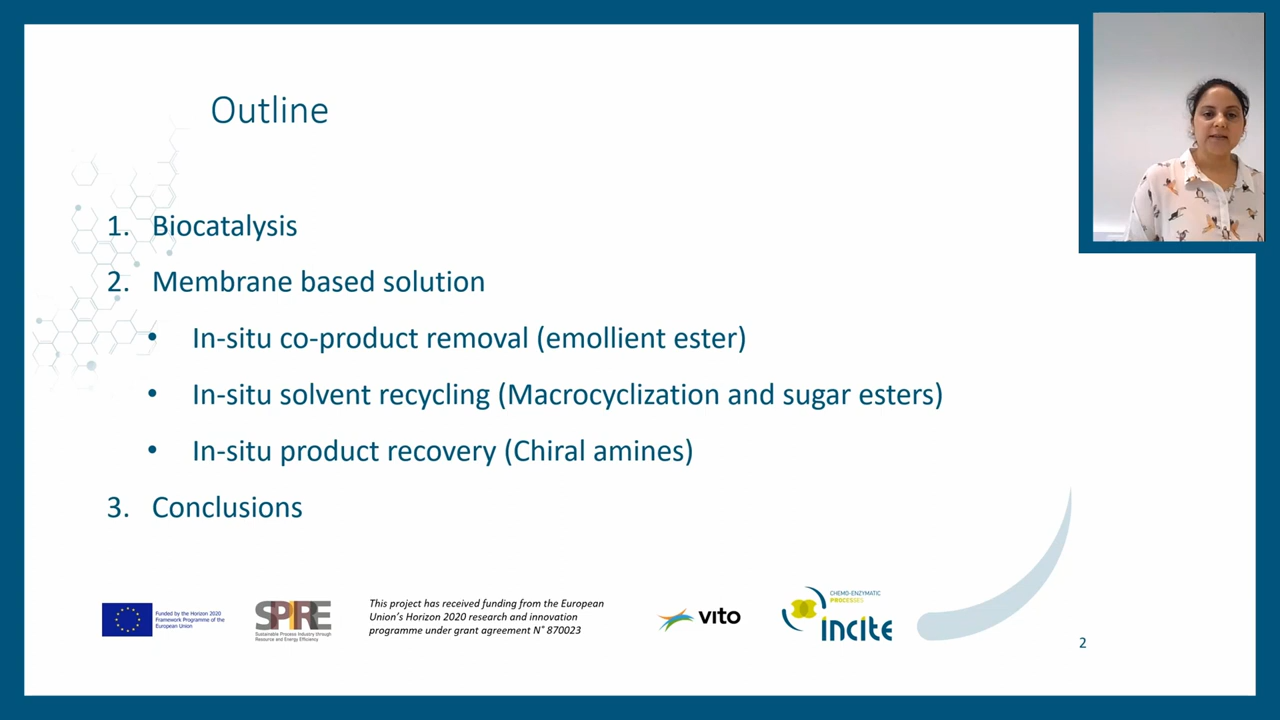 Outline
1. Biocatalysis
2. Membrane based solution
• In-situ co-product removal (emollient ester)
• In-situ solvent recycling (Macrocyclization and sugar esters)
• In-situ product recovery (Chiral amines)
3. Conclusions
Funded by the Horizon 2020
Framework Programme of the
European Union
SPIRE
Sustainable Process Industry through
Resource and Energy Efficiency
This project has received funding from the European
Union's Horizon 2020 research and innovation
programme under grant agreement N° 870023
vito
CHEMO-ENZYMATIC
PROCESSES
incite
2